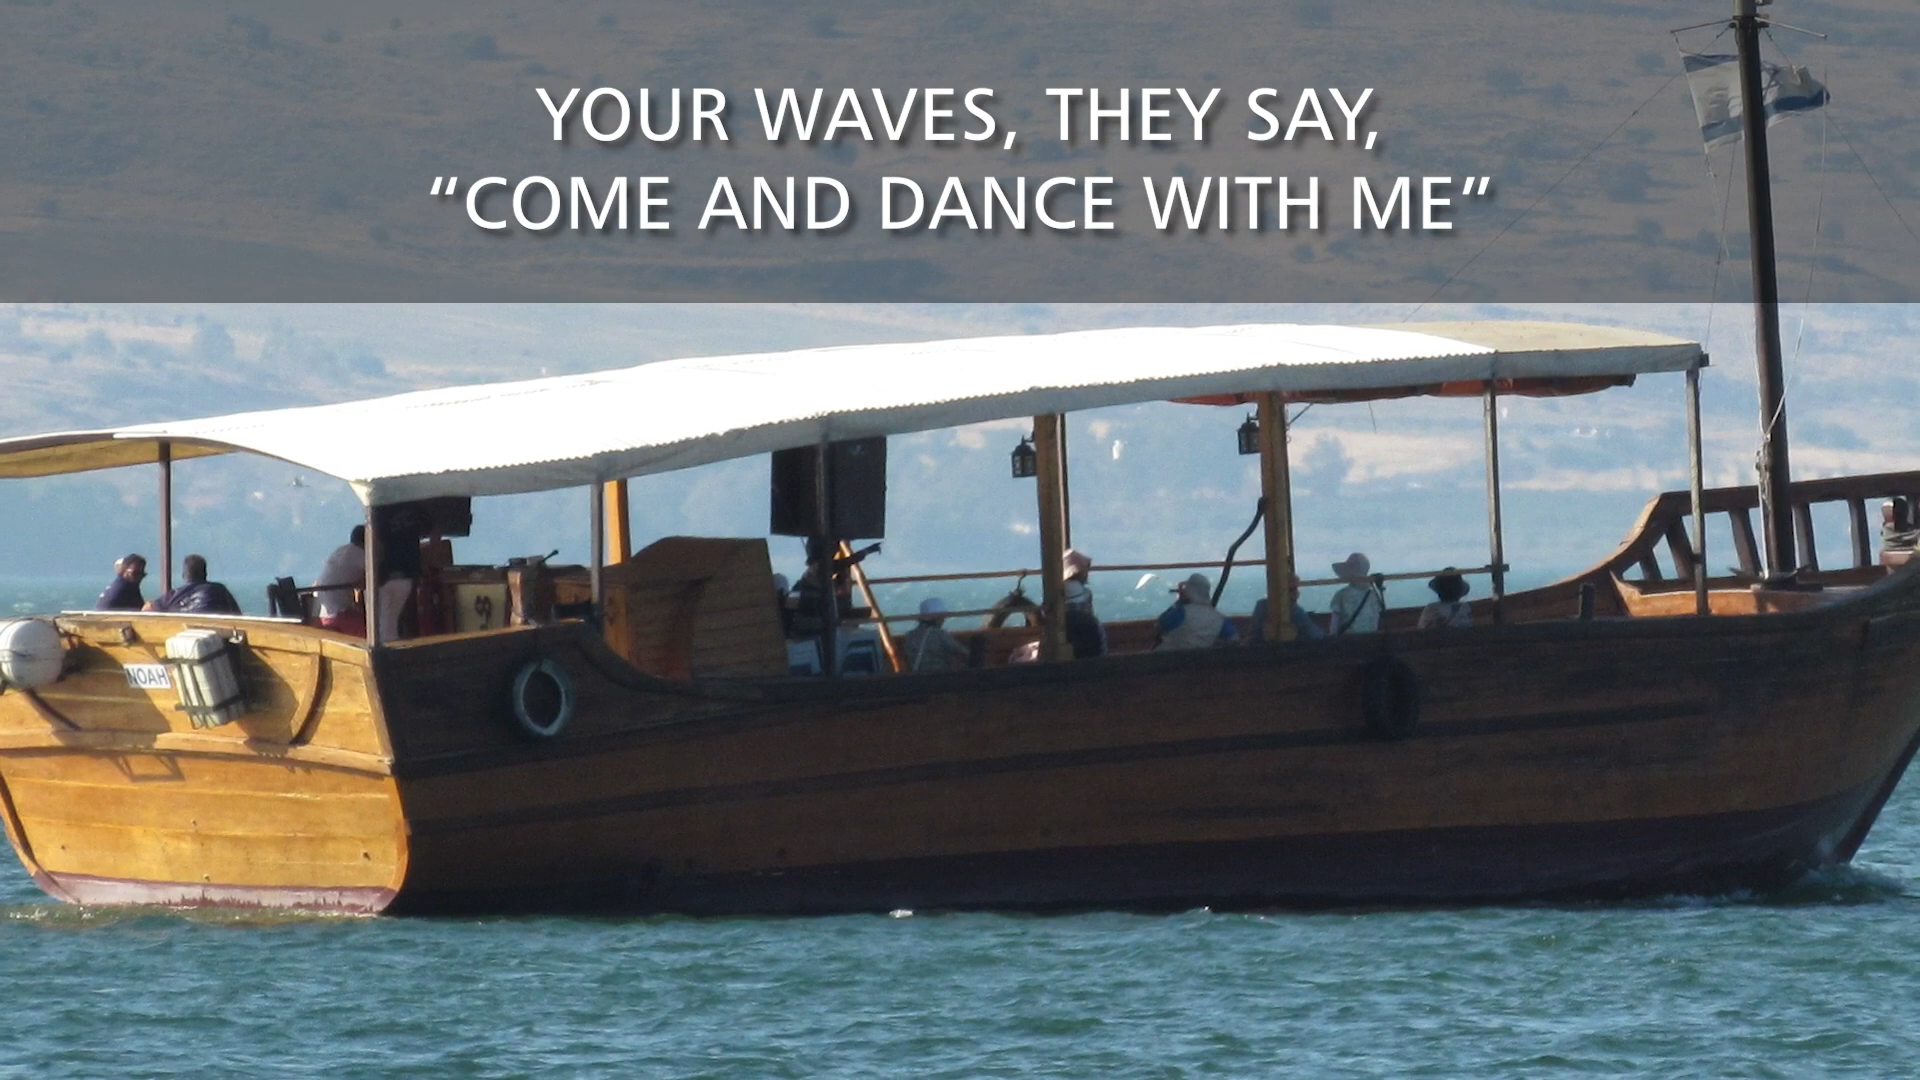 YOUR WAVES, THEY SAY,
“COME AND DANCE WITH ME”
NOAH